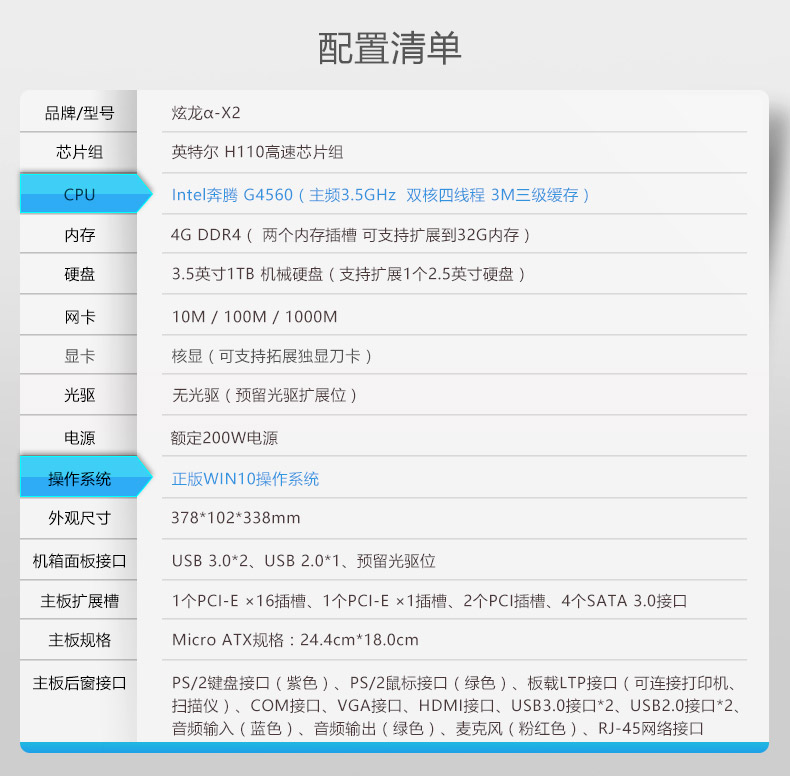 配置清单
品牌/型号 炫龙α-X2
芯片组 英特尔 H110高速芯片组
CPU Intel奔腾 G4560（主频3.5GHz 双核四线程 3M三级缓存）
内存 4G DDR4（ 两个内存插槽 可支持扩展到32G内存）
硬盘 3.5英寸1TB 机械硬盘（支持扩展1个2.5英寸硬盘）
网卡 10M / 100M / 1000M
显卡 核显（可支持拓展独显刀卡）
光驱 无光驱（预留光驱扩展位）
电源 额定200W电源
操作系统 正版WIN10操作系统
外观尺寸 378*102*338mm
机箱面板接口 USB 3.0*2、USB 2.0*1、预留光驱位
主板扩展槽 1个PCI-E ×16插槽、1个PCI-E ×1插槽、2个PCI插槽、4个SATA 3.0接口
主板规格 Micro ATX规格：24.4cm*18.0cm
主板后窗接口 PS/2键盘接口（紫色）、PS/2鼠标接口（绿色）、板载LTP接口（可连接打印机、
扫描仪）、COM接口、VGA接口、HDMI接口、USB3.0接口*2、USB2.0接口*2、
音频输入（蓝色）、音频输出（绿色）、麦克风（粉红色）、RJ-45网络接口